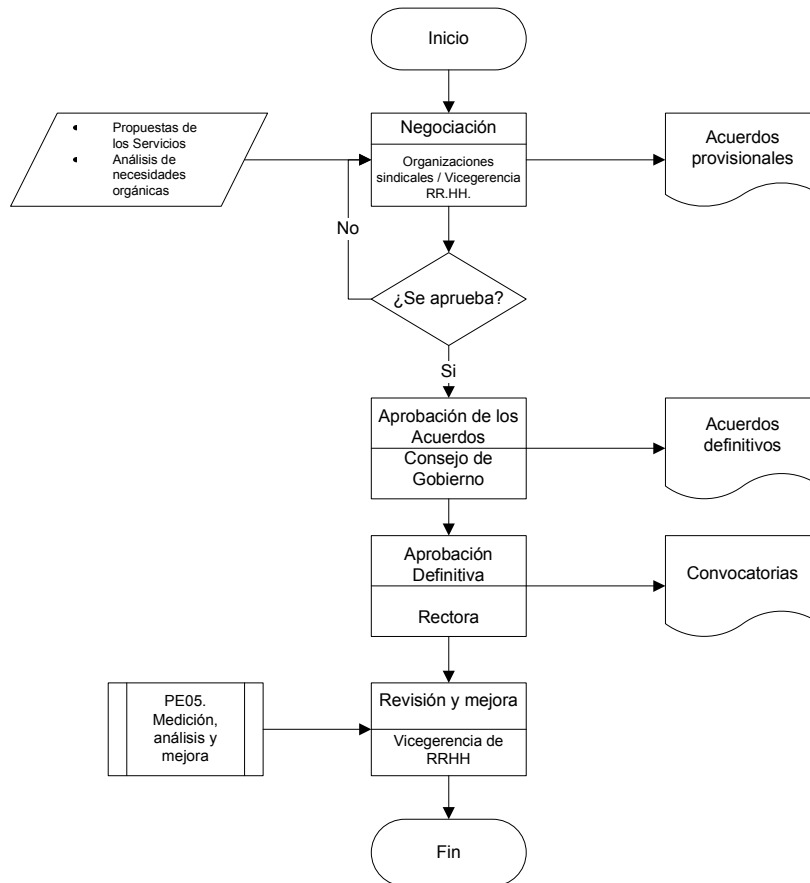 Inicio
• Propuestas de
los Servicios
• Análisis de
necesidades
orgánicas
Negociación
Organizaciones
sindicales / Vicegerencia
RR.HH.
Acuerdos
provisionales
No
¿Se aprueba?
Si
Aprobación de los
Acuerdos
Consejo de
Gobierno
Acuerdos
definitivos
Aprobación
Definitiva
Rectora
Convocatorias
PE05.
Medición,
análisis y
mejora
Revisión y mejora
Vicegerencia de
RRHH
Fin